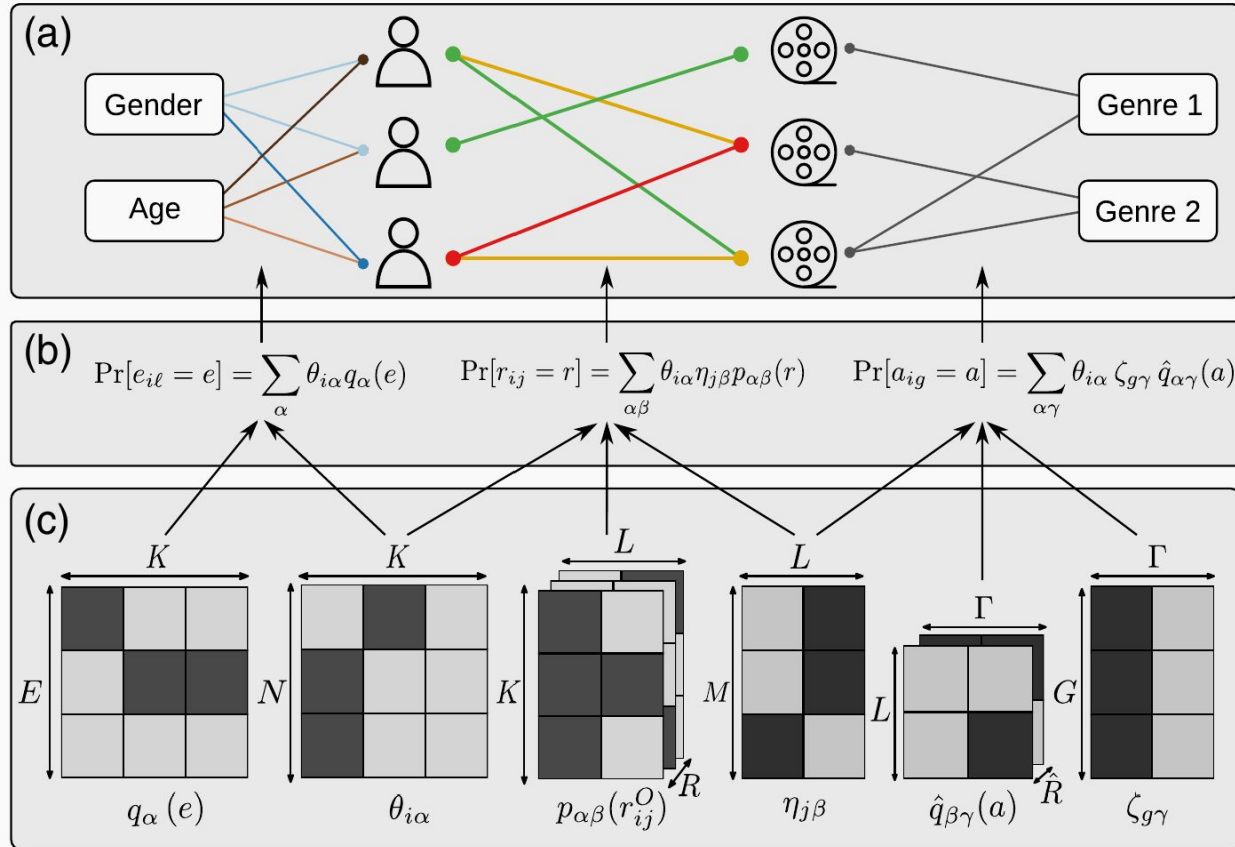 (a)
Gender
Age
Genre 1
Genre 2
(b)
Pr[e_{iℓ} = e] = ∑_α θ_{iα} q_α(e)
Pr[r_{ij} = r] = ∑_{αβ} θ_{iα} η_{jβ} p_{αβ}(r)
Pr[a_{ig} = a] = ∑_{αγ} θ_{iα} ζ_{gγ} q̂_{αγ}(a)
(c)
K
E
q_α(e)
K
N
θ_{iα}
L
K
R
p_{αβ}(r^O_{ij})
L
M
η_{jβ}
Γ
L
R̂
q̂_{βγ}(a)
Γ
G
ζ_{gγ}